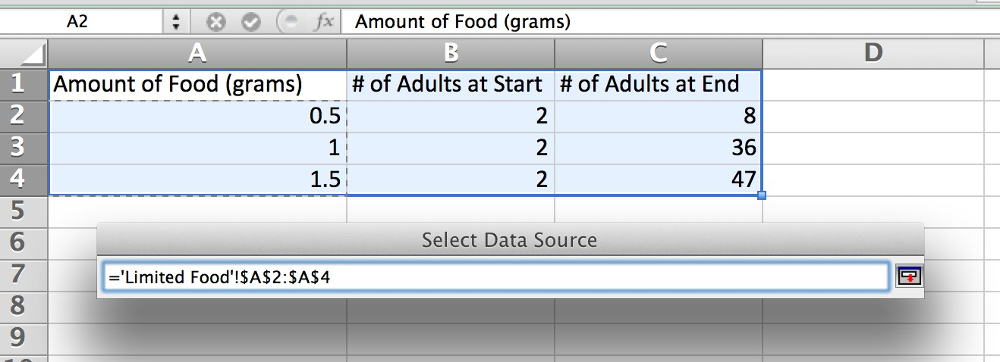 A2 fx Amount of Food (grams)
A B C D
1 Amount of Food (grams) # of Adults at Start # of Adults at End
2 0.5 2 8
3 1 2 36
4 1.5 2 47
5
6
Select Data Source
7 ='Limited Food'!$A$2:$A$4
8
9